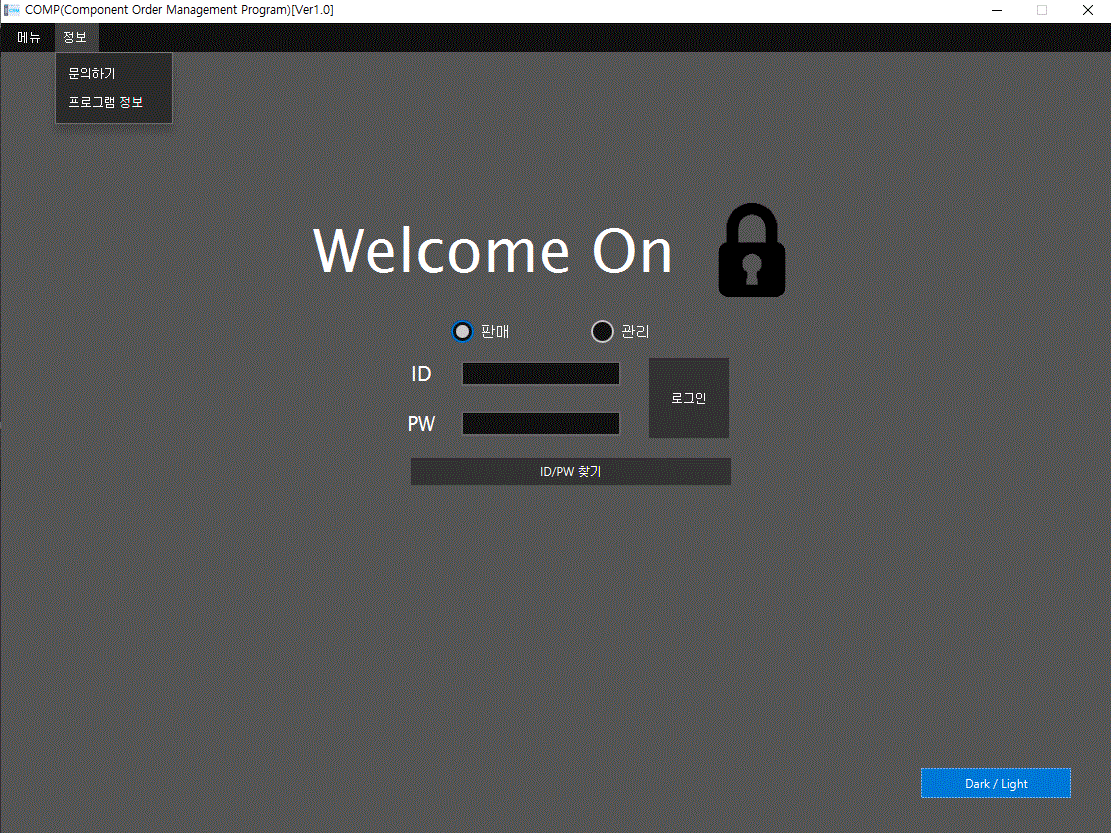 COMP(Component Order Management Program)[Ver1.0]
메뉴 정보
문의하기
프로그램 정보
Welcome On
판매 관리
ID
로그인
PW
ID/PW 찾기
Dark / Light